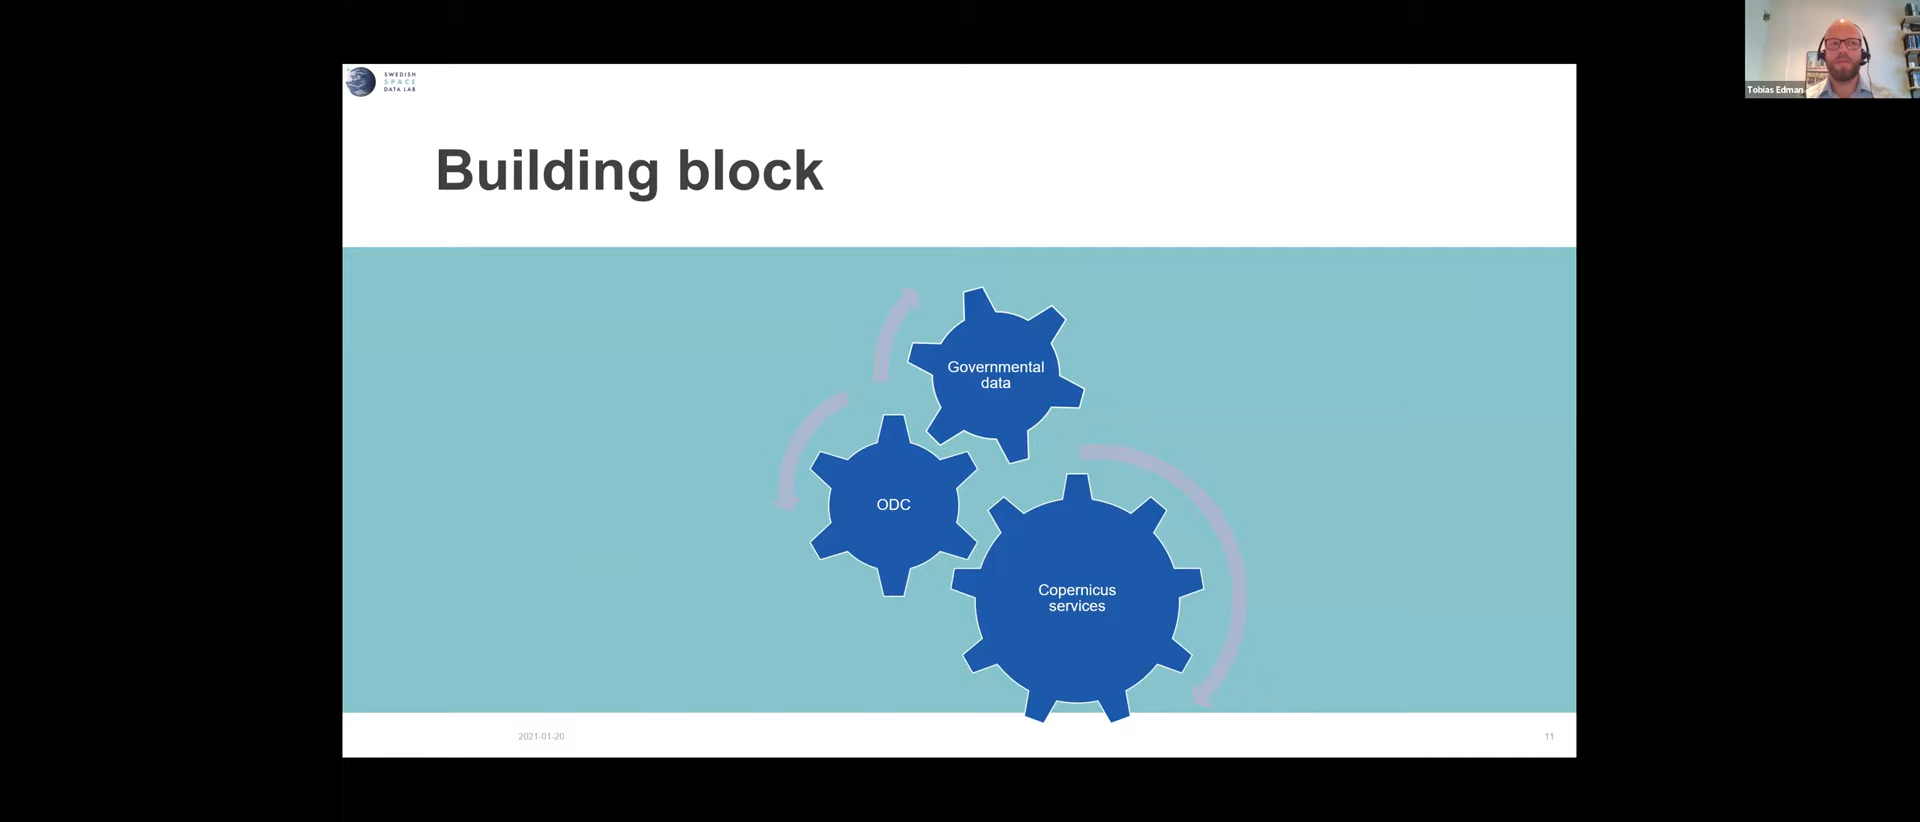 SWEDISH
SPACE
DATA LAB
Tobias Edman
Building block
Governmental
data
ODC
Copernicus
services
2021-01-20
11